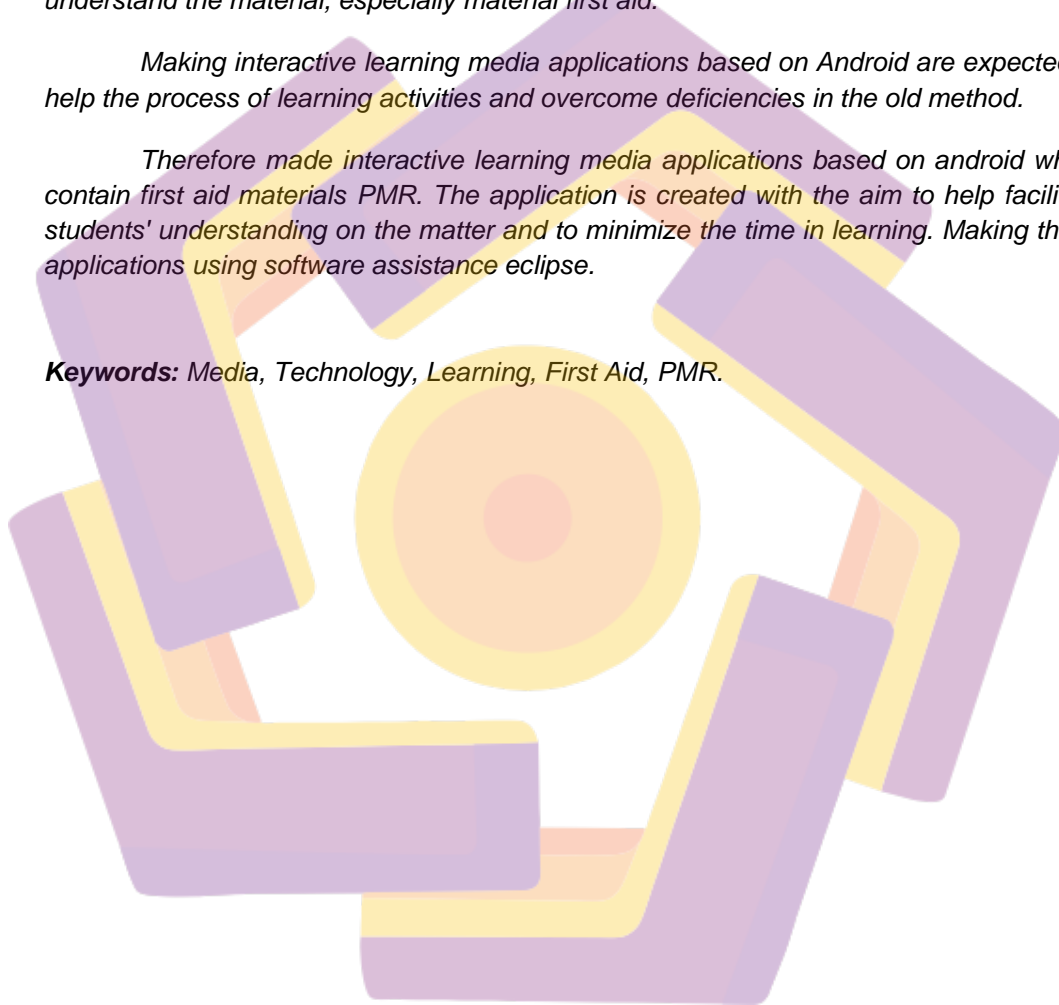 understand the material, especially material first aid.
Making interactive learning media applications based on Android are expected
help the process of learning activities and overcome deficiencies in the old method.
Therefore made interactive learning media applications based on android wh
contain first aid materials PMR. The application is created with the aim to help facili
students' understanding on the matter and to minimize the time in learning. Making th
applications using software assistance eclipse.
Keywords: Media, Technology, Learning, First Aid, PMR.